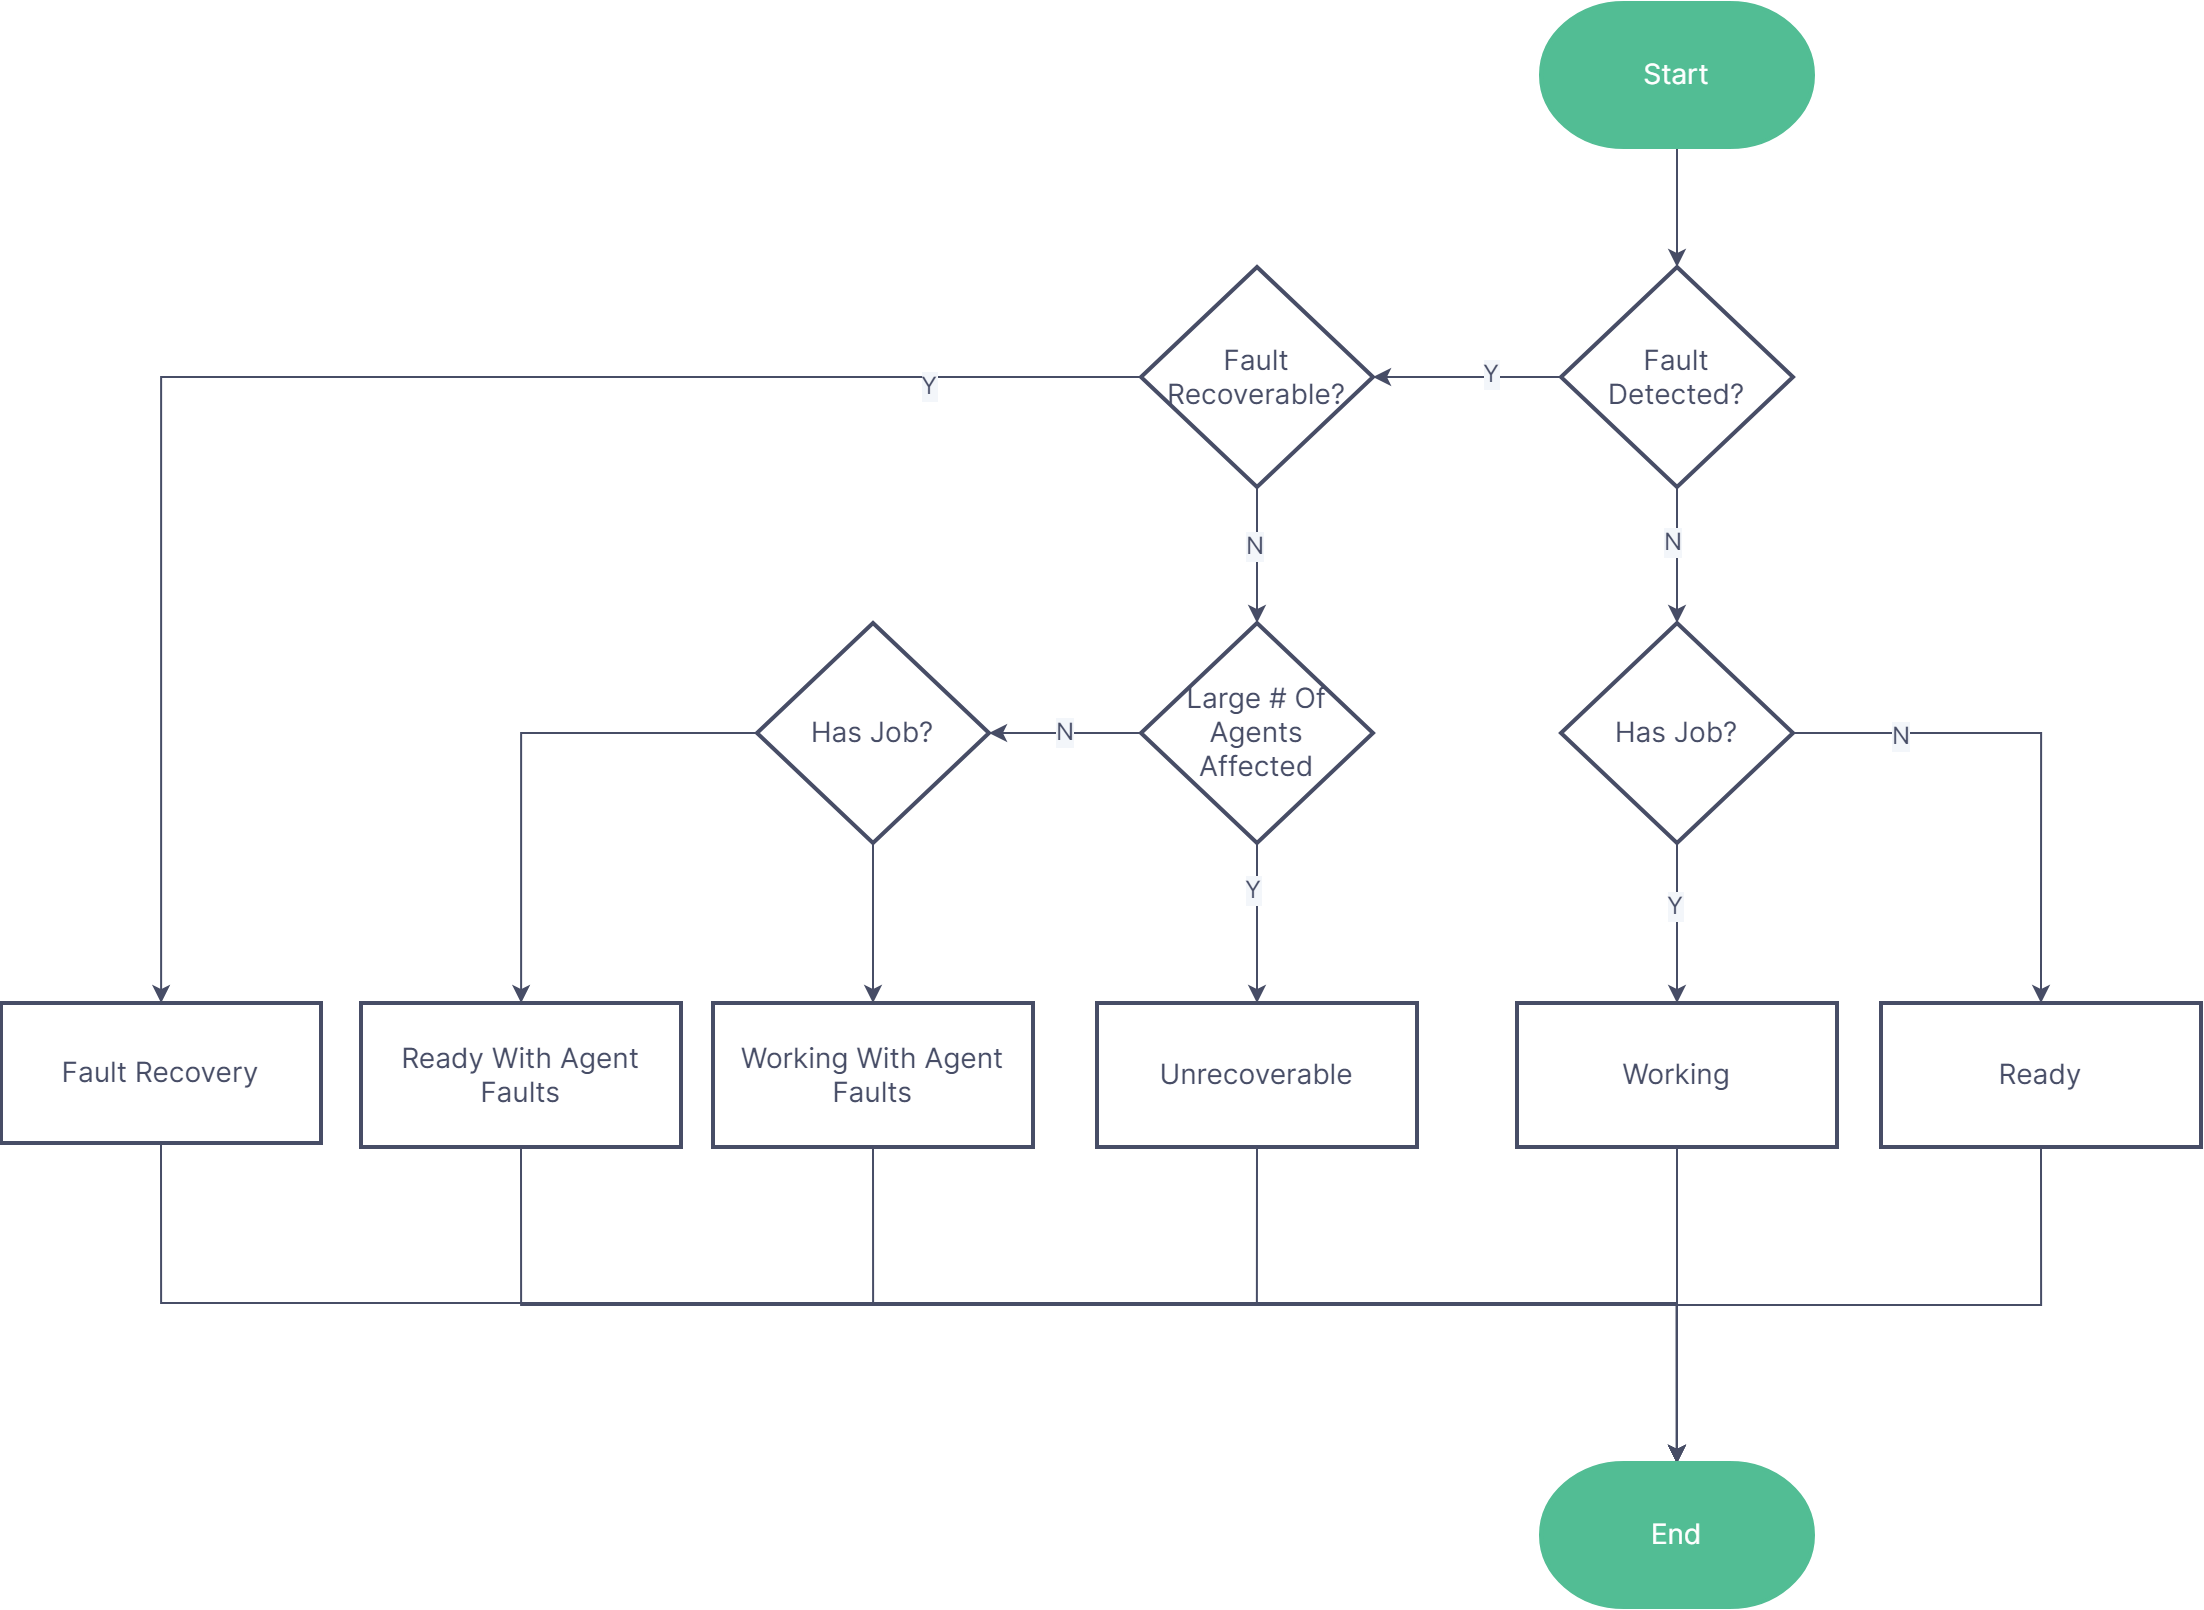 Start
Fault
Recoverable?
Y
Fault
Detected?
Y
N
N
Has Job?
N
Large # Of
Agents
Affected
Has Job?
N
Y
Y
Fault Recovery
Ready With Agent
Faults
Working With Agent
Faults
Unrecoverable
Working
Ready
End